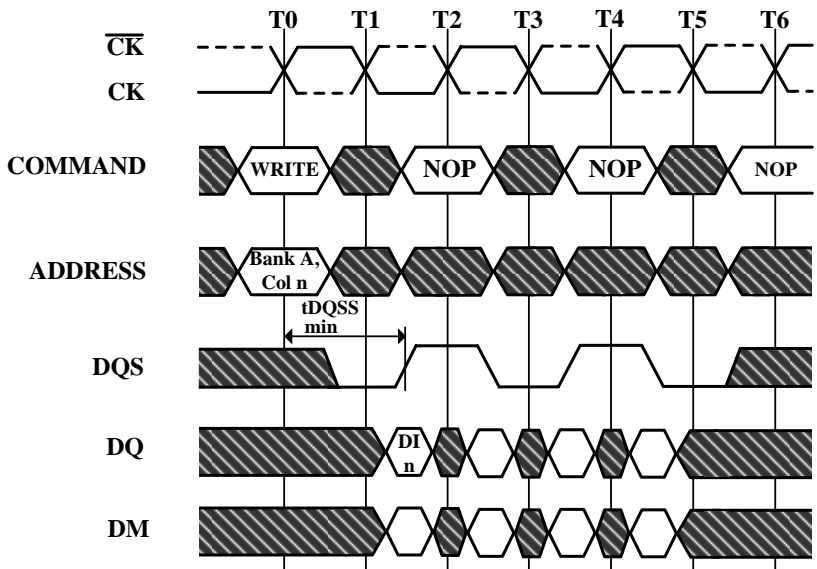 T0 T1 T2 T3 T4 T5 T6
CK
CK
COMMAND WRITE NOP NOP NOP
ADDRESS Bank A,
Col n
tDQSS
min
DQS
DQ DI
n
DM